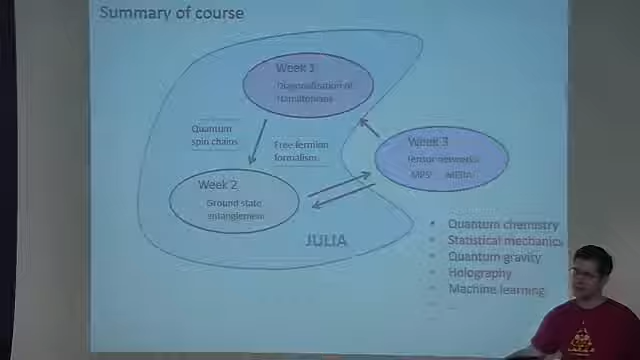 Summary of course
Week 1
Diagonalisation of
Hamiltonians
Quantum
spin chains
Free fermion
formalism
Week 3
Tensor networks
MPS MERA
Week 2
Ground state
entanglement
JULIA
• Quantum chemistry
• Statistical mechanics
• Quantum gravity
• Holography
• Machine learning